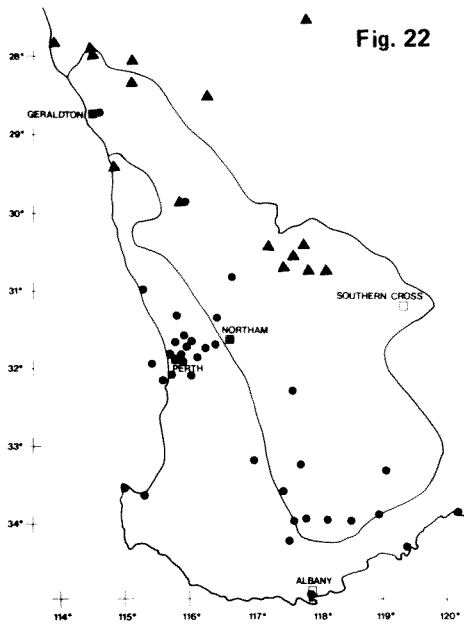 Fig. 22
28°
GERALDTON
29°
30°
31°
SOUTHERN CROSS
NORTHAM
32°
PERTH
33°
34°
ALBANY
114° 115° 116° 117° 118° 119° 120°